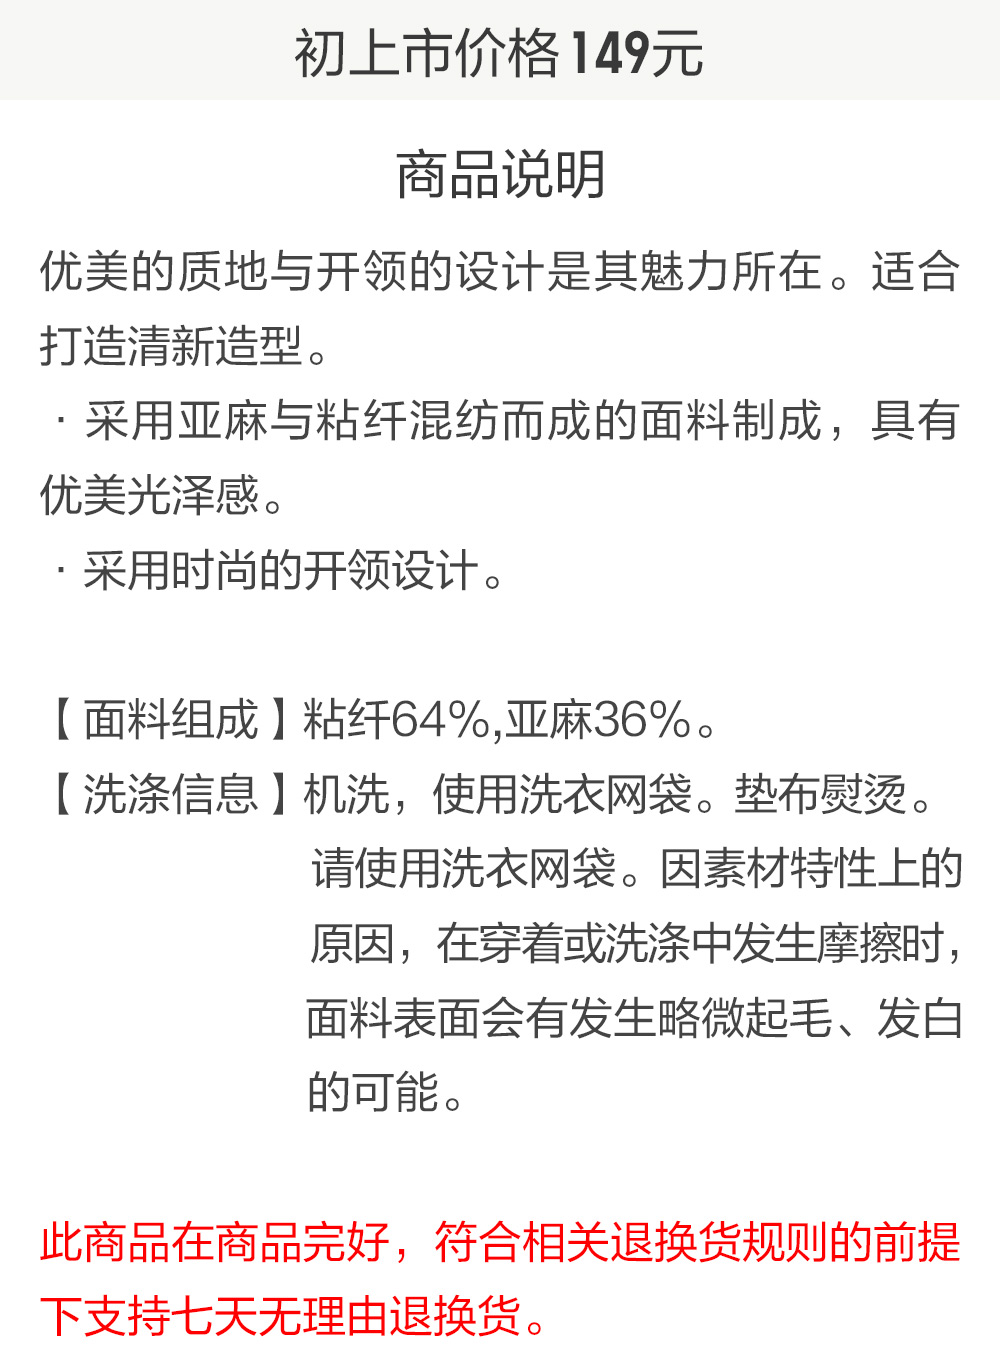 初上市价格149元
商品说明
优美的质地与开领的设计是其魅力所在。适合
打造清新造型。
·采用亚麻与粘纤混纺而成的面料制成，具有
优美光泽感。
·采用时尚的开领设计。
【面料组成】粘纤64%,亚麻36%。
【洗涤信息】机洗，使用洗衣网袋。垫布熨烫。
请使用洗衣网袋。因素材特性上的
原因，在穿着或洗涤中发生摩擦时，
面料表面会有发生略微起毛、发白
的可能。
此商品在商品完好，符合相关退换货规则的前提
下支持七天无理由退换货。